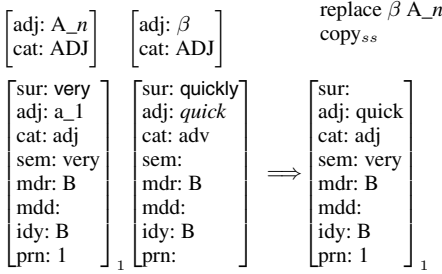 adj: A_n
cat: ADJ
adj: β
cat: ADJ
replace β A_n
copyss
sur: very
adj: a_1
cat: adj
sem: very
mdr: B
mdd:
idy: B
prn: 1
1
sur: quickly
adj: quick
cat: adv
sem:
mdr: B
mdd:
idy: B
prn:
⟹
sur:
adj: quick
cat: adj
sem: very
mdr: B
mdd:
idy: B
prn: 1
1